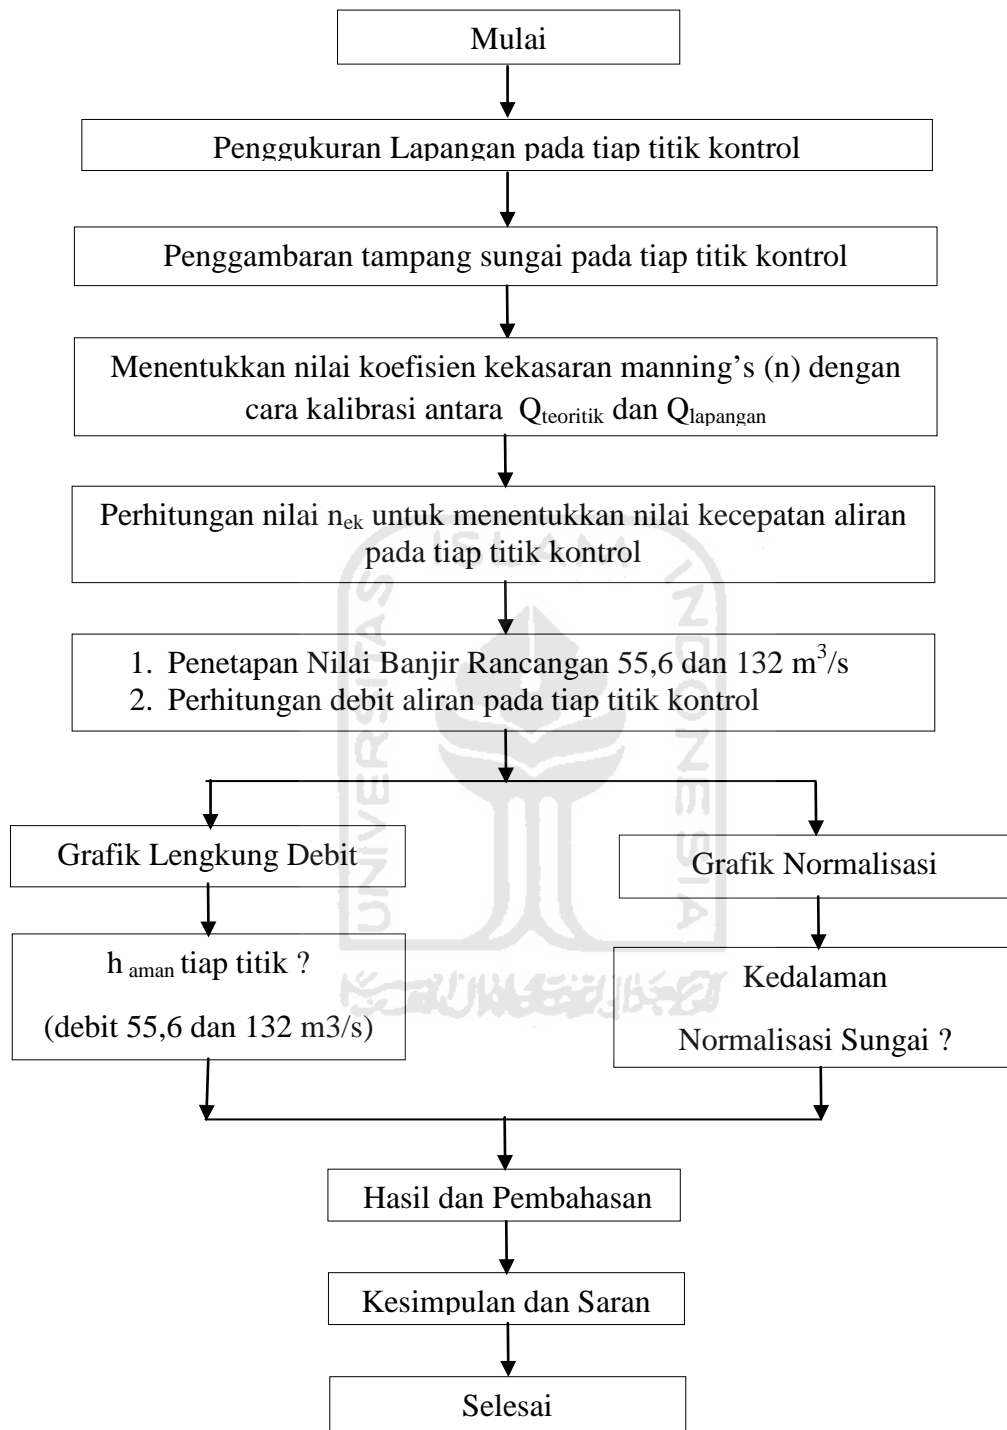 Mulai
Penggukuran Lapangan pada tiap titik kontrol
Penggambaran tampang sungai pada tiap titik kontrol
Menentukkan nilai koefisien kekasaran manning's (n) dengan
cara kalibrasi antara Qteoritik dan Qlapangan
Perhitungan nilai nek untuk menentukkan nilai kecepatan aliran
pada tiap titik kontrol
1. Penetapan Nilai Banjir Rancangan 55,6 dan 132 m³/s
2. Perhitungan debit aliran pada tiap titik kontrol
Grafik Lengkung Debit
Grafik Normalisasi
h aman tiap titik ?
(debit 55,6 dan 132 m3/s)
Kedalaman
Normalisasi Sungai ?
Hasil dan Pembahasan
Kesimpulan dan Saran
Selesai
UNIVERSITAS
ISLAM
INDONESIA